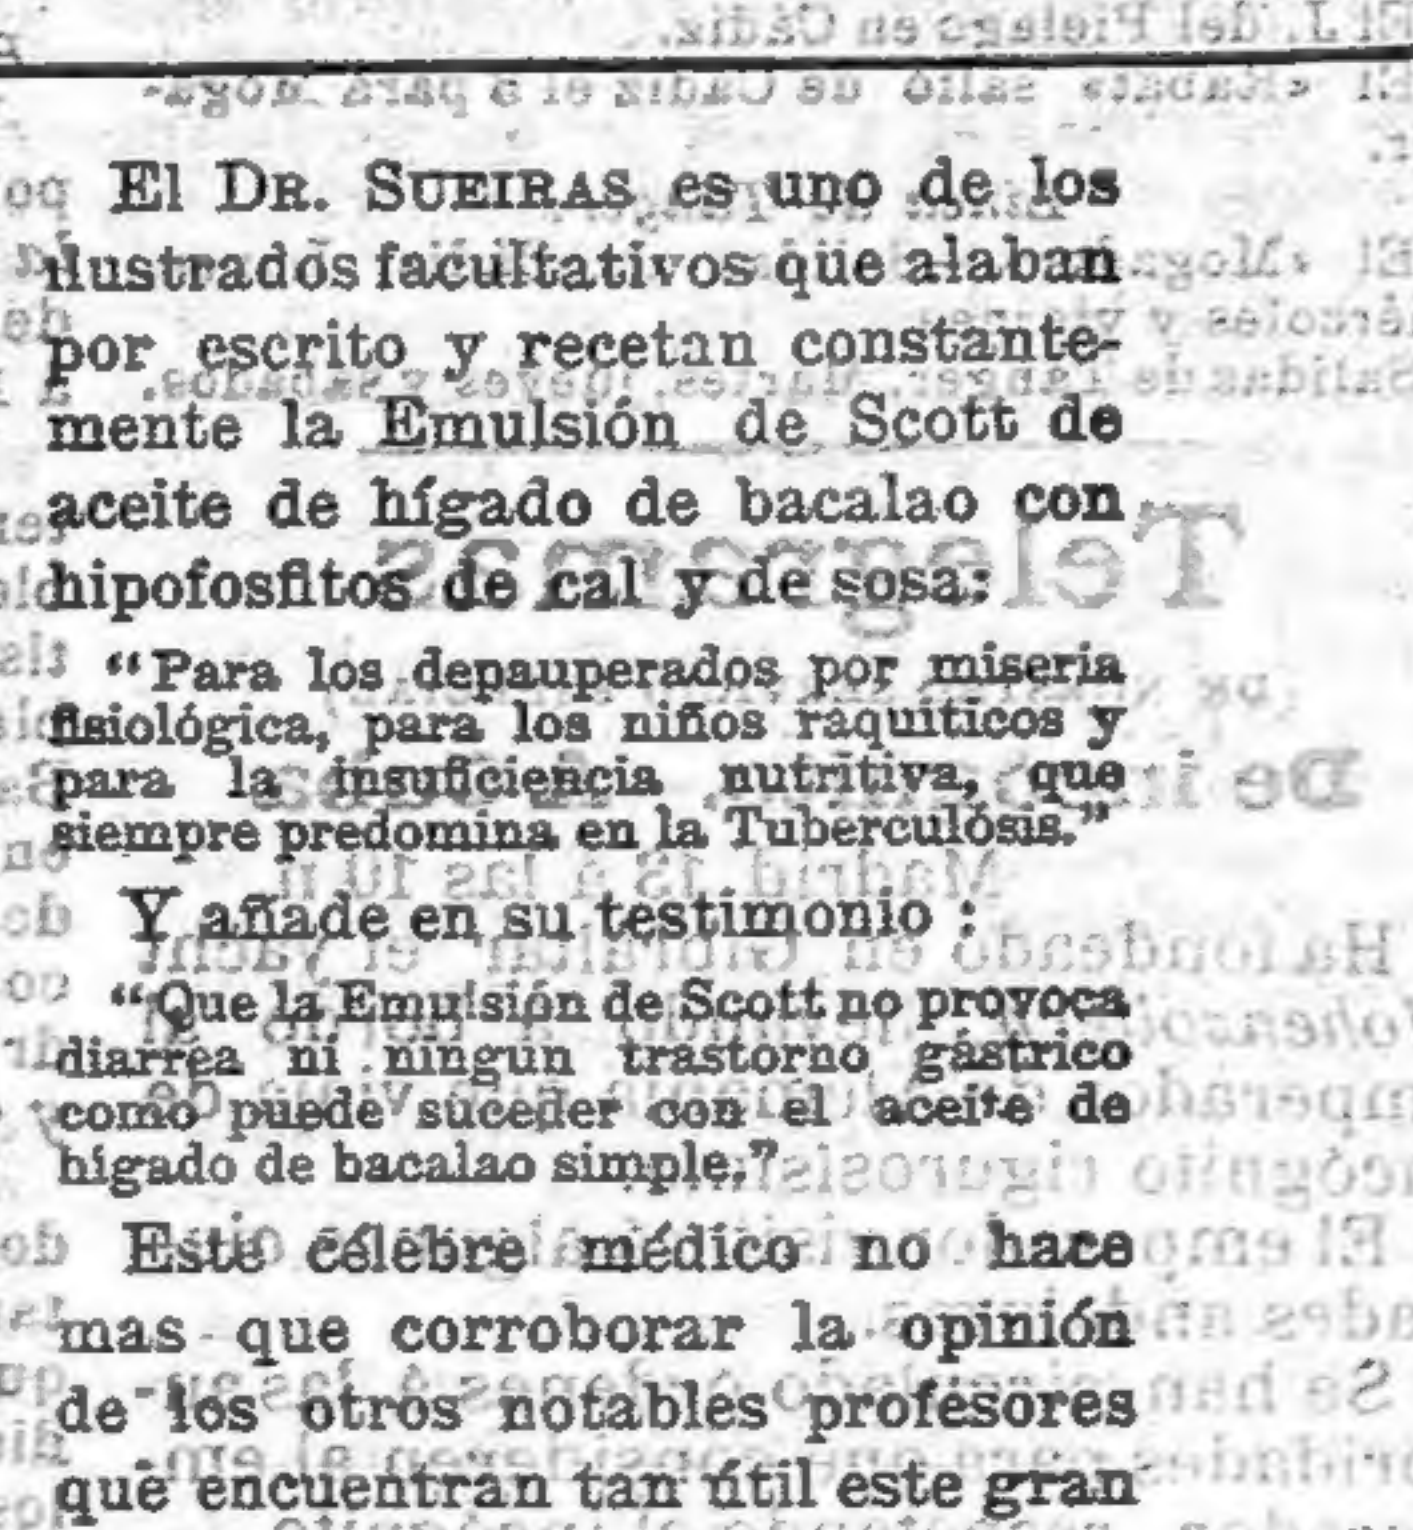 El DR. SUEIRAS es uno de los
ilustrados facultativos que alaban
por escrito y recetan constante-
mente la Emulsión de Scott de
aceite de hígado de bacalao con
hipofosfitos de cal y de sosa:
“Para los depauperados por miseria
fisiológica, para los niños raquíticos y
para la insuficiencia nutritiva, que
siempre predomina en la Tuberculósis.”
Y añade en su testimonio :
“Que la Emulsión de Scott no provoca
diarrea ni ningun trastorno gástrico
como puede suceder con el aceite de
hígado de bacalao simple.”
Este célebre médico no hace
mas que corroborar la opinión
de los otros notables profesores
que encuentran tan útil este gran